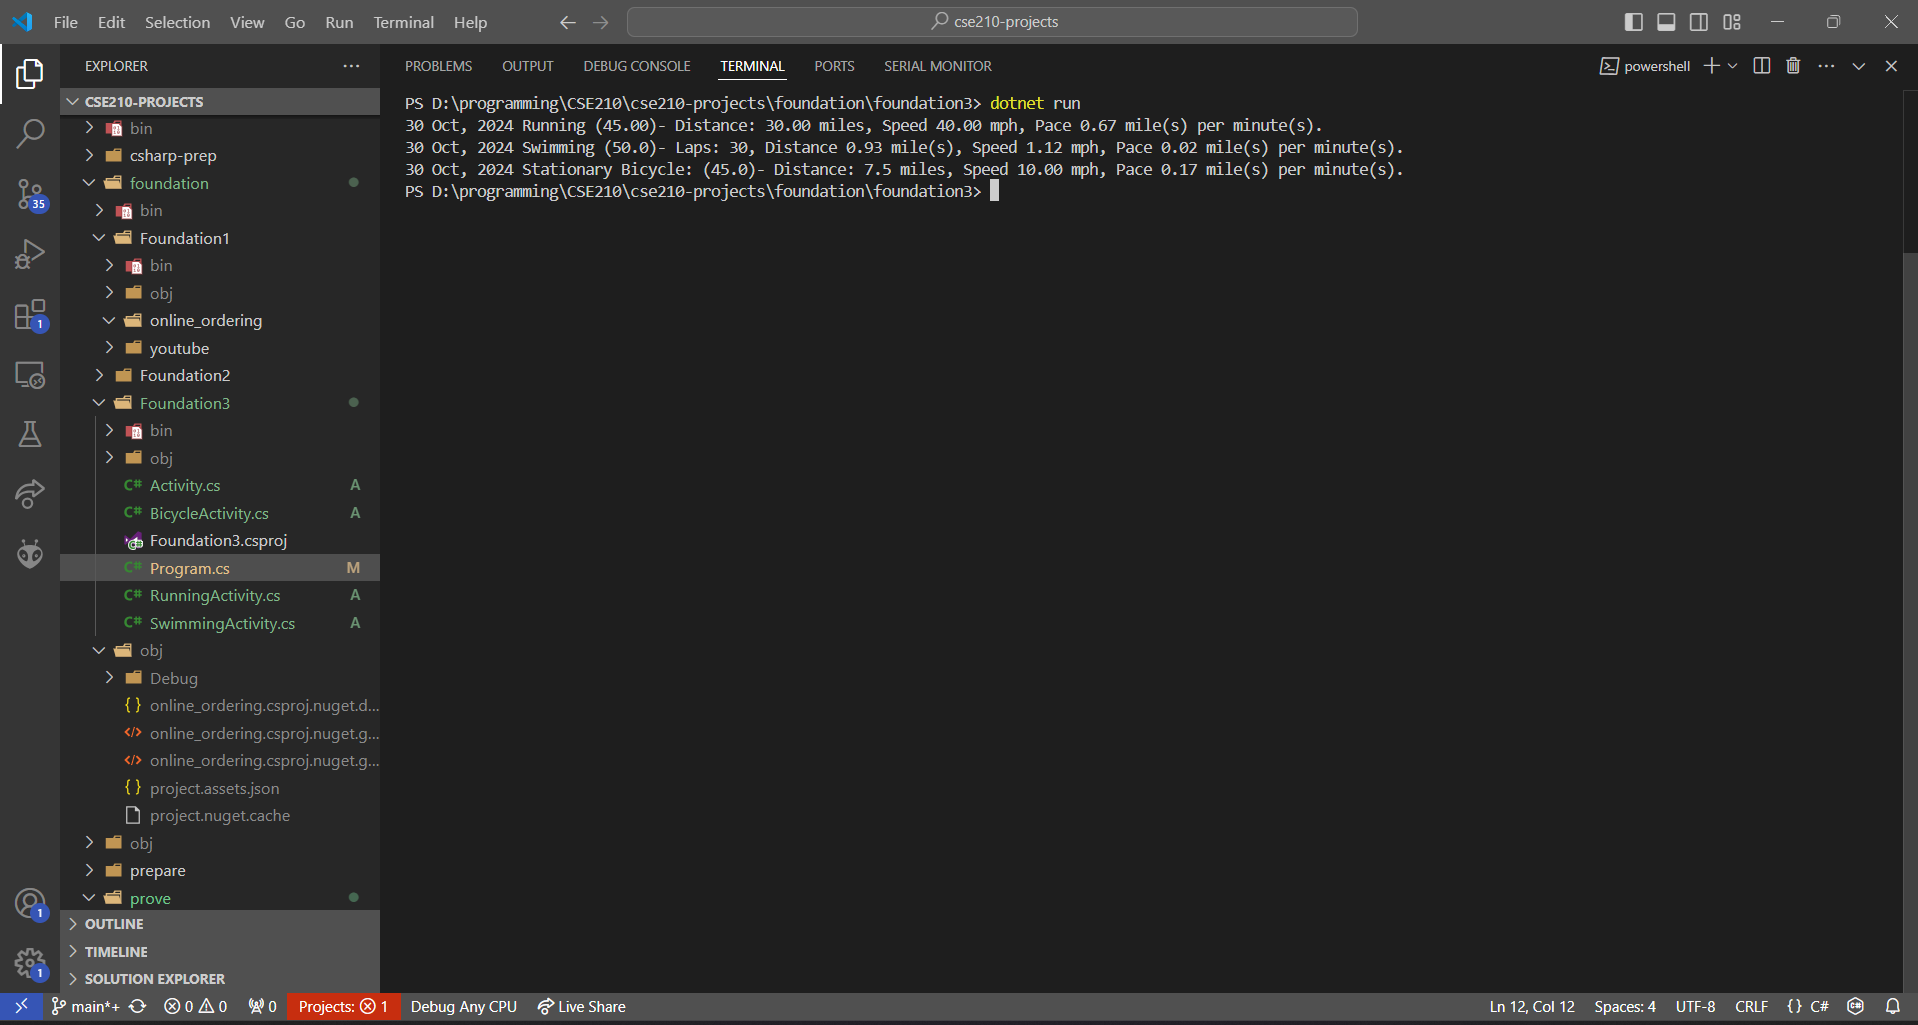 File Edit Selection View Go Run Terminal Help
cse210-projects
EXPLORER
CSE210-PROJECTS
bin
csharp-prep
foundation
bin
Foundation1
bin
obj
online_ordering
youtube
Foundation2
Foundation3
bin
obj
C# Activity.cs A
C# BicycleActivity.cs A
Foundation3.csproj
C# Program.cs M
C# RunningActivity.cs A
C# SwimmingActivity.cs A
obj
Debug
{} online_ordering.csproj.nuget.d...
</> online_ordering.csproj.nuget.g...
</> online_ordering.csproj.nuget.g...
{} project.assets.json
project.nuget.cache
obj
prepare
prove
OUTLINE
TIMELINE
SOLUTION EXPLORER
35
1
1
1
PROBLEMS OUTPUT DEBUG CONSOLE TERMINAL PORTS SERIAL MONITOR
powershell
PS D:\programming\CSE210\cse210-projects\foundation\foundation3> dotnet run
30 Oct, 2024 Running (45.00)- Distance: 30.00 miles, Speed 40.00 mph, Pace 0.67 mile(s) per minute(s).
30 Oct, 2024 Swimming (50.0)- Laps: 30, Distance 0.93 mile(s), Speed 1.12 mph, Pace 0.02 mile(s) per minute(s).
30 Oct, 2024 Stationary Bicycle: (45.0)- Distance: 7.5 miles, Speed 10.00 mph, Pace 0.17 mile(s) per minute(s).
PS D:\programming\CSE210\cse210-projects\foundation\foundation3>
main*+ 0 0 0 Projects: 1 Debug Any CPU Live Share
Ln 12, Col 12 Spaces: 4 UTF-8 CRLF {} C#